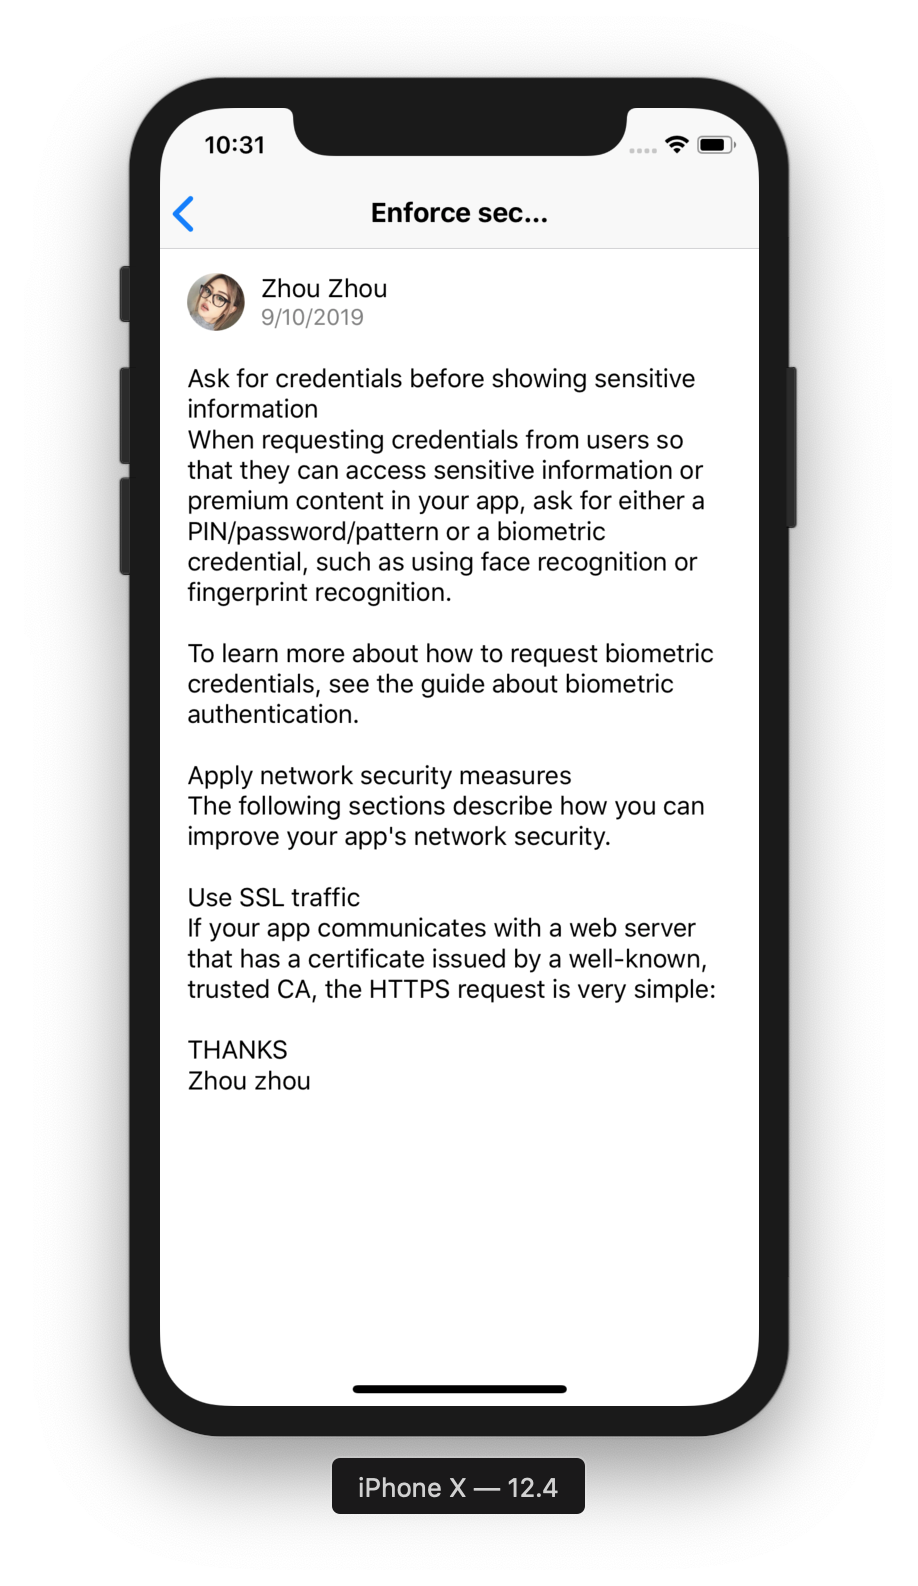 10:31
Enforce sec...
Zhou Zhou
9/10/2019
Ask for credentials before showing sensitive
information
When requesting credentials from users so
that they can access sensitive information or
premium content in your app, ask for either a
PIN/password/pattern or a biometric
credential, such as using face recognition or
fingerprint recognition.
To learn more about how to request biometric
credentials, see the guide about biometric
authentication.
Apply network security measures
The following sections describe how you can
improve your app's network security.
Use SSL traffic
If your app communicates with a web server
that has a certificate issued by a well-known,
trusted CA, the HTTPS request is very simple:
THANKS
Zhou zhou
iPhone X — 12.4